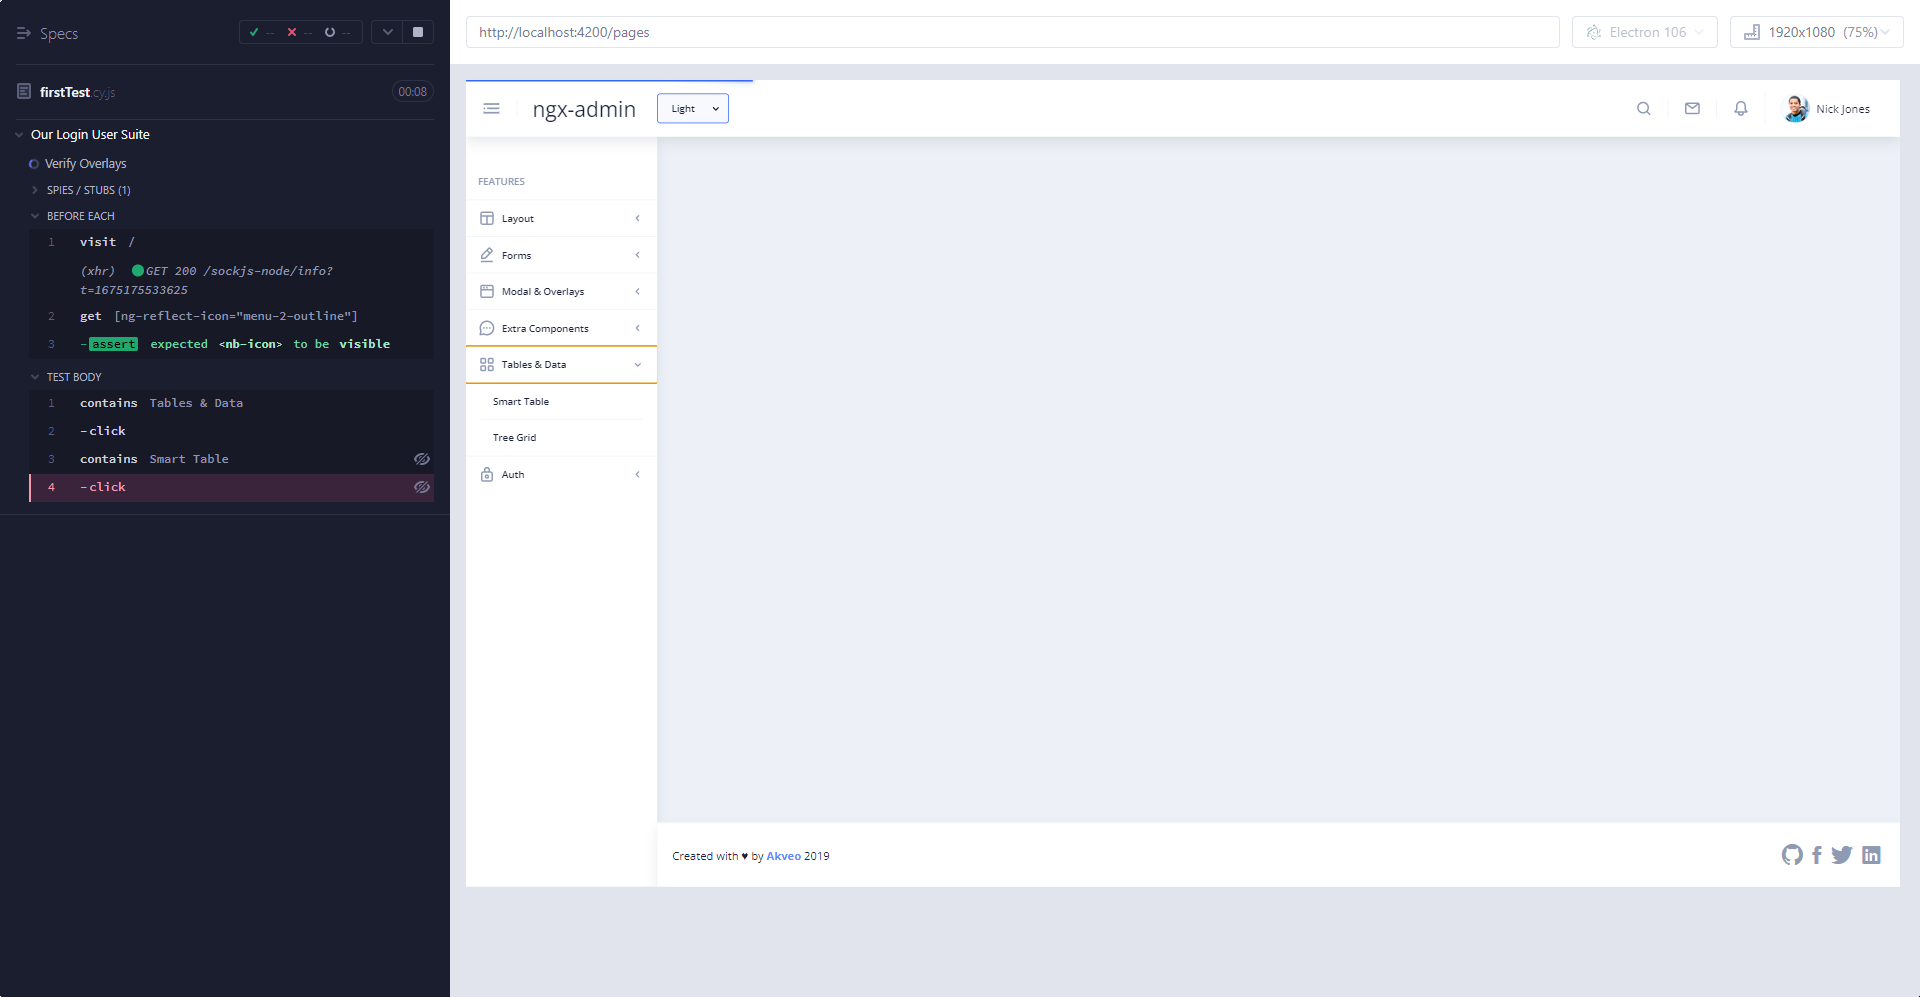 Specs
-- -- --
firstTest.cy.js
00:08
Our Login User Suite
Verify Overlays
SPIES / STUBS (1)
BEFORE EACH
1 visit /
(xhr) GET 200 /sockjs-node/info?
t=1675175533625
2 get [ng-reflect-icon="menu-2-outline"]
3 -assert expected <nb-icon> to be visible
TEST BODY
1 contains Tables & Data
2 -click
3 contains Smart Table
4 -click
http://localhost:4200/pages
Electron 106
1920x1080 (75%)
ngx-admin
Light
Nick Jones
FEATURES
Layout
Forms
Modal & Overlays
Extra Components
Tables & Data
Smart Table
Tree Grid
Auth
Created with ♥ by Akveo 2019